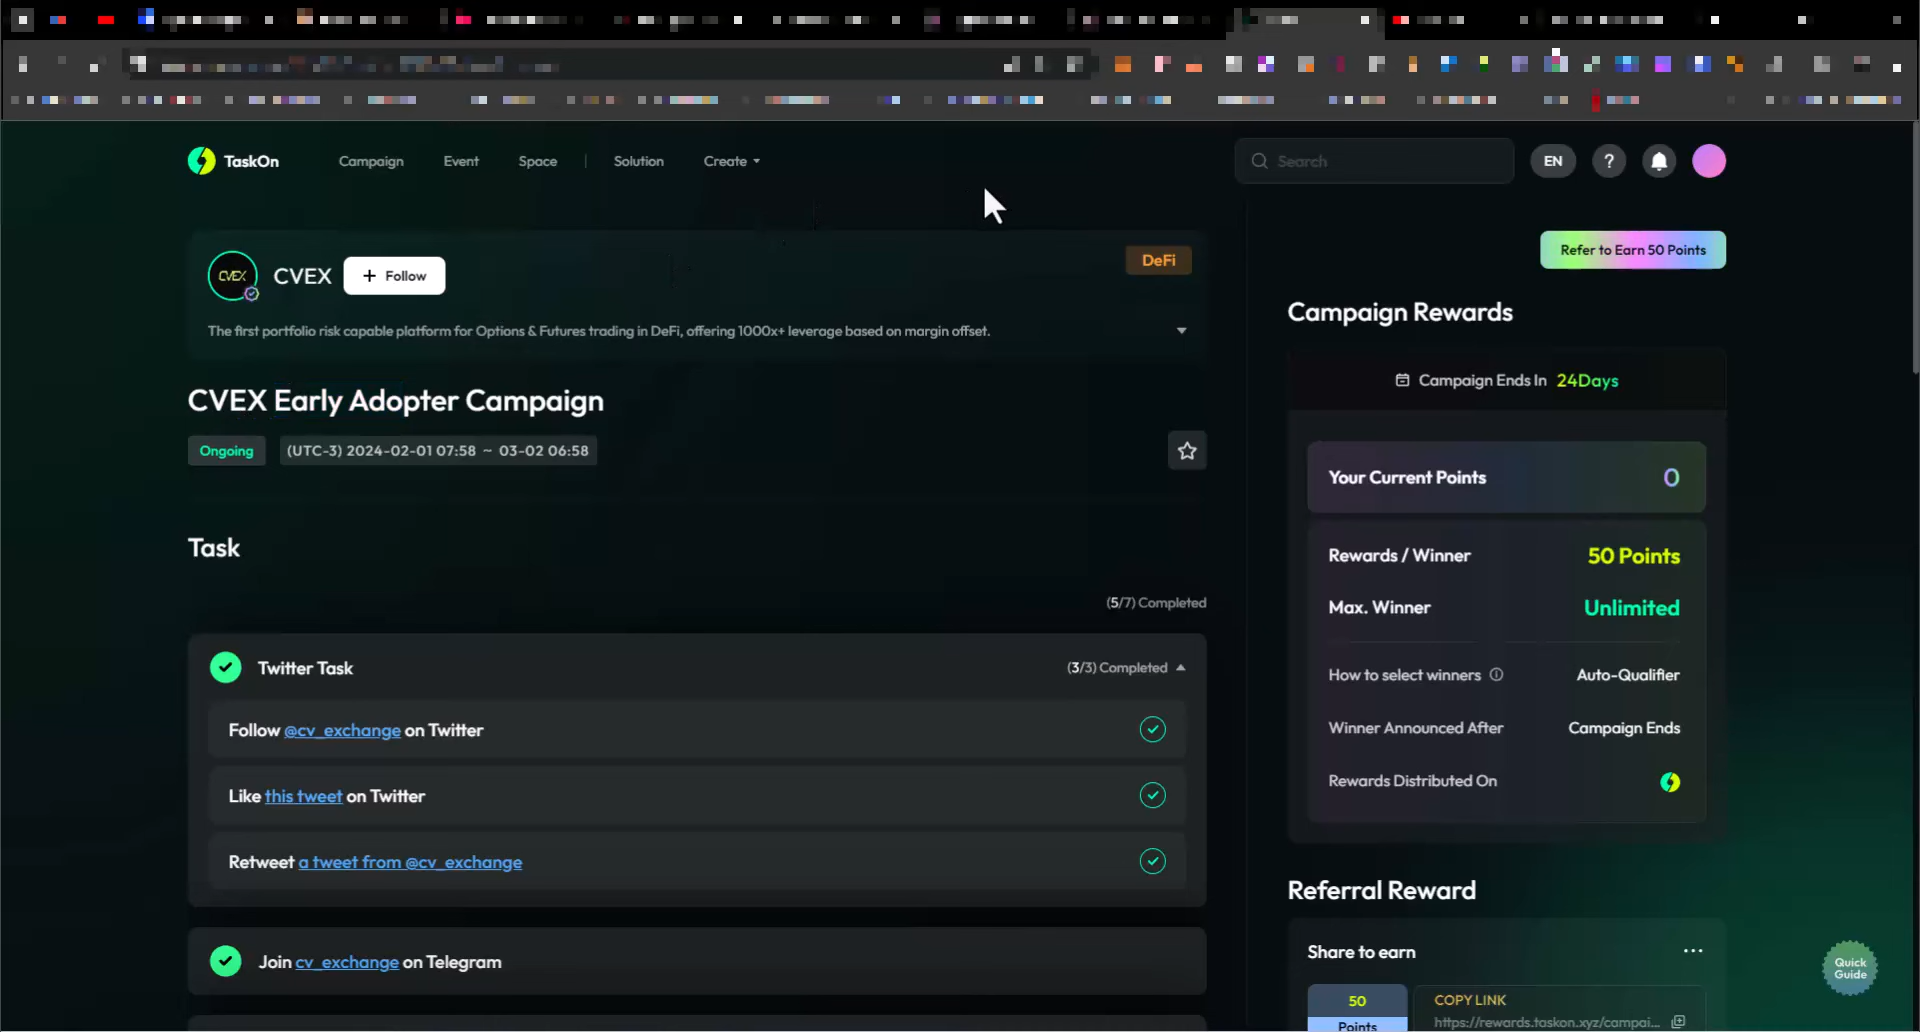 TaskOn
Campaign
Event
Space
Solution
Create
Search
EN
?
CVEX
CVEX
+ Follow
DeFi
The first portfolio risk capable platform for Options & Futures trading in DeFi, offering 1000x+ leverage based on margin offset.
CVEX Early Adopter Campaign
Ongoing
(UTC-3) 2024-02-01 07:58 ~ 03-02 06:58
Task
(5/7) Completed
Twitter Task
(3/3) Completed
Follow @cv_exchange on Twitter
Like this tweet on Twitter
Retweet a tweet from @cv_exchange
Join cv_exchange on Telegram
Refer to Earn 50 Points
Campaign Rewards
Campaign Ends In 24Days
Your Current Points 0
Rewards / Winner 50 Points
Max. Winner Unlimited
How to select winners Auto-Qualifier
Winner Announced After Campaign Ends
Rewards Distributed On
Referral Reward
Share to earn
50
Points
COPY LINK
https://rewards.taskon.xyz/campai...
Quick
Guide